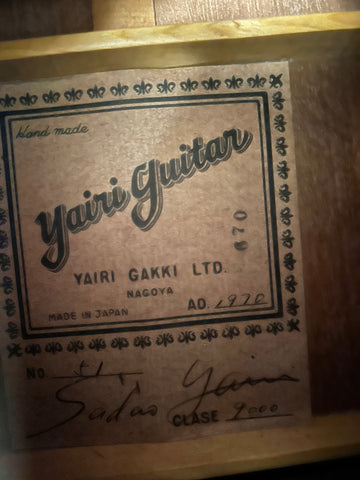 Hand made
Yairi Guitar
670
YAIRI GAKKI LTD.
NAGOYA
MADE IN JAPAN AD. 1970
NO 51
Sadao Yairi
CLASE 9000